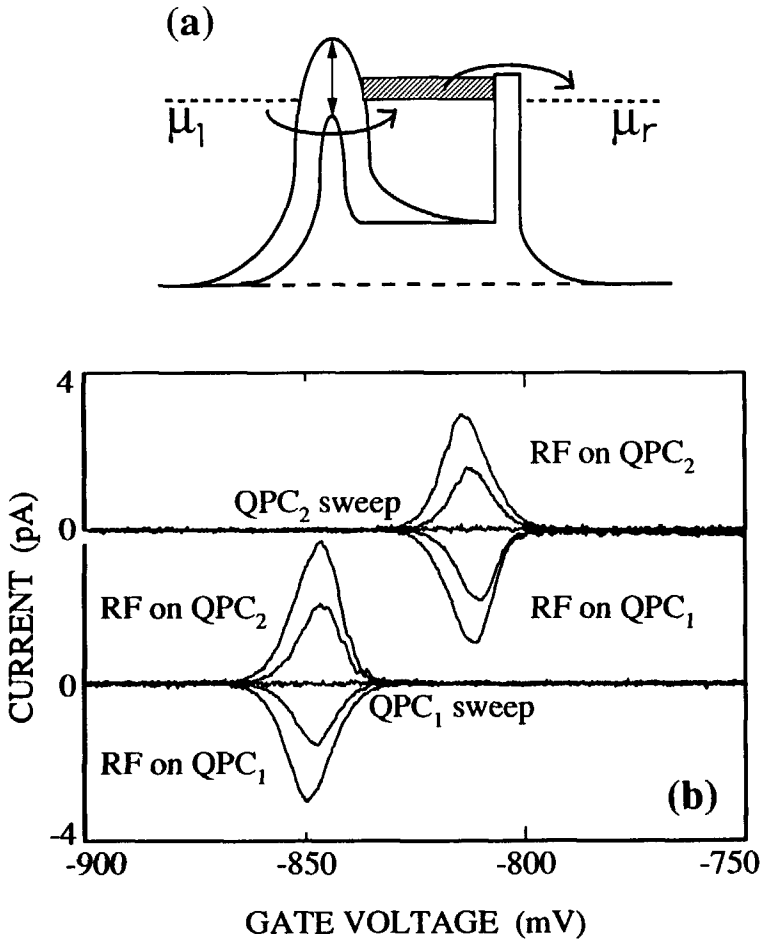 (a)
μ₁ μᵣ
4
RF on QPC₂
QPC₂ sweep
0
RF on QPC₂ RF on QPC₁
0
QPC₁ sweep
RF on QPC₁
(b)
-4
-900 -850 -800 -750
CURRENT (pA)
GATE VOLTAGE (mV)